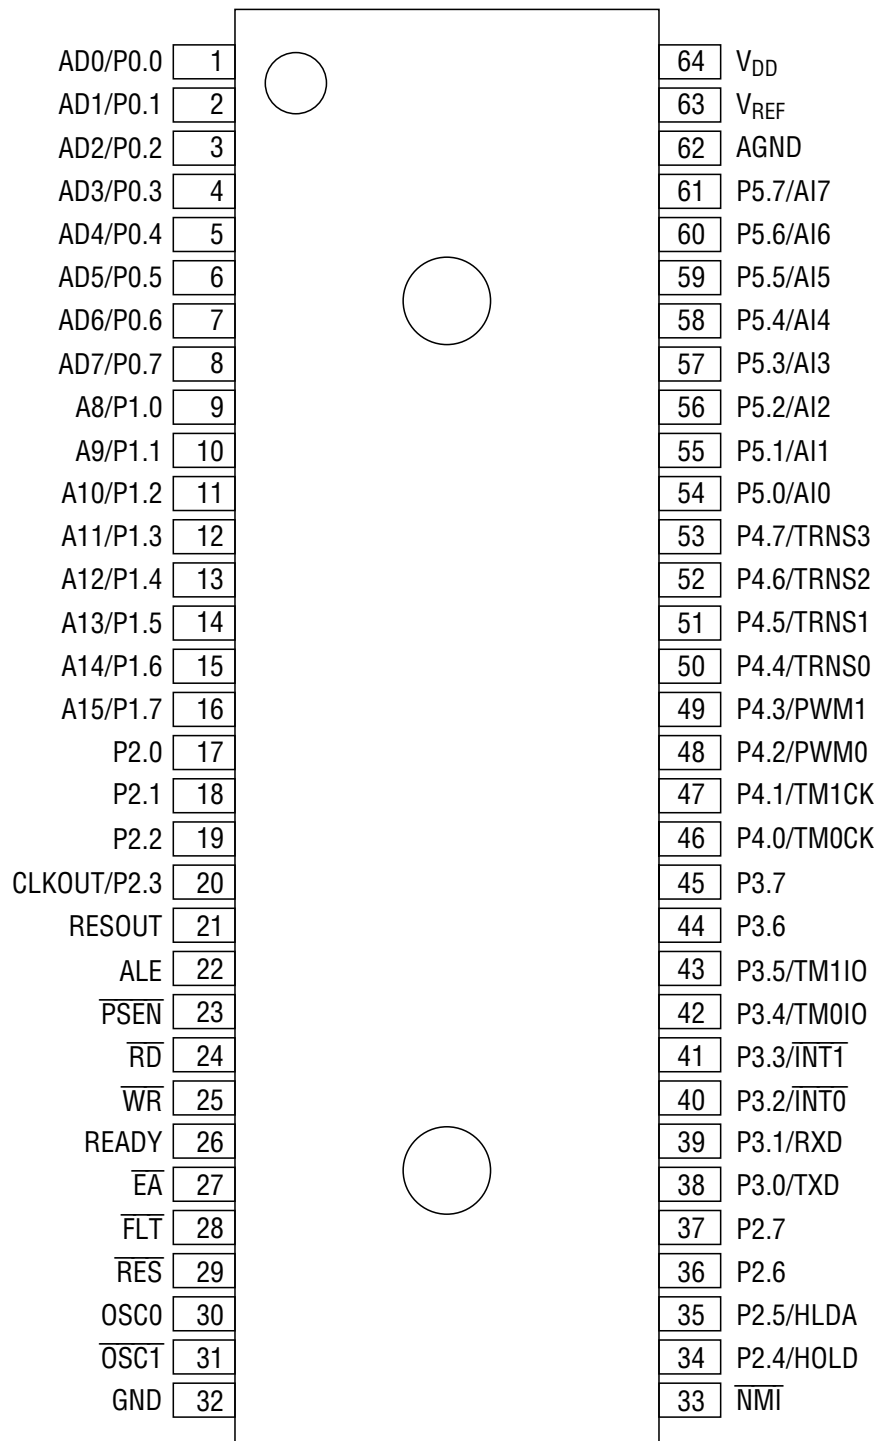 AD0/P0.0 1 64 VDD
AD1/P0.1 2 63 VREF
AD2/P0.2 3 62 AGND
AD3/P0.3 4 61 P5.7/AI7
AD4/P0.4 5 60 P5.6/AI6
AD5/P0.5 6 59 P5.5/AI5
AD6/P0.6 7 58 P5.4/AI4
AD7/P0.7 8 57 P5.3/AI3
A8/P1.0 9 56 P5.2/AI2
A9/P1.1 10 55 P5.1/AI1
A10/P1.2 11 54 P5.0/AI0
A11/P1.3 12 53 P4.7/TRNS3
A12/P1.4 13 52 P4.6/TRNS2
A13/P1.5 14 51 P4.5/TRNS1
A14/P1.6 15 50 P4.4/TRNS0
A15/P1.7 16 49 P4.3/PWM1
P2.0 17 48 P4.2/PWM0
P2.1 18 47 P4.1/TM1CK
P2.2 19 46 P4.0/TM0CK
CLKOUT/P2.3 20 45 P3.7
RESOUT 21 44 P3.6
ALE 22 43 P3.5/TM1IO
PSEN 23 42 P3.4/TM0IO
RD 24 41 P3.3/INT1
WR 25 40 P3.2/INT0
READY 26 39 P3.1/RXD
EA 27 38 P3.0/TXD
FLT 28 37 P2.7
RES 29 36 P2.6
OSC0 30 35 P2.5/HLDA
OSC1 31 34 P2.4/HOLD
GND 32 33 NMI